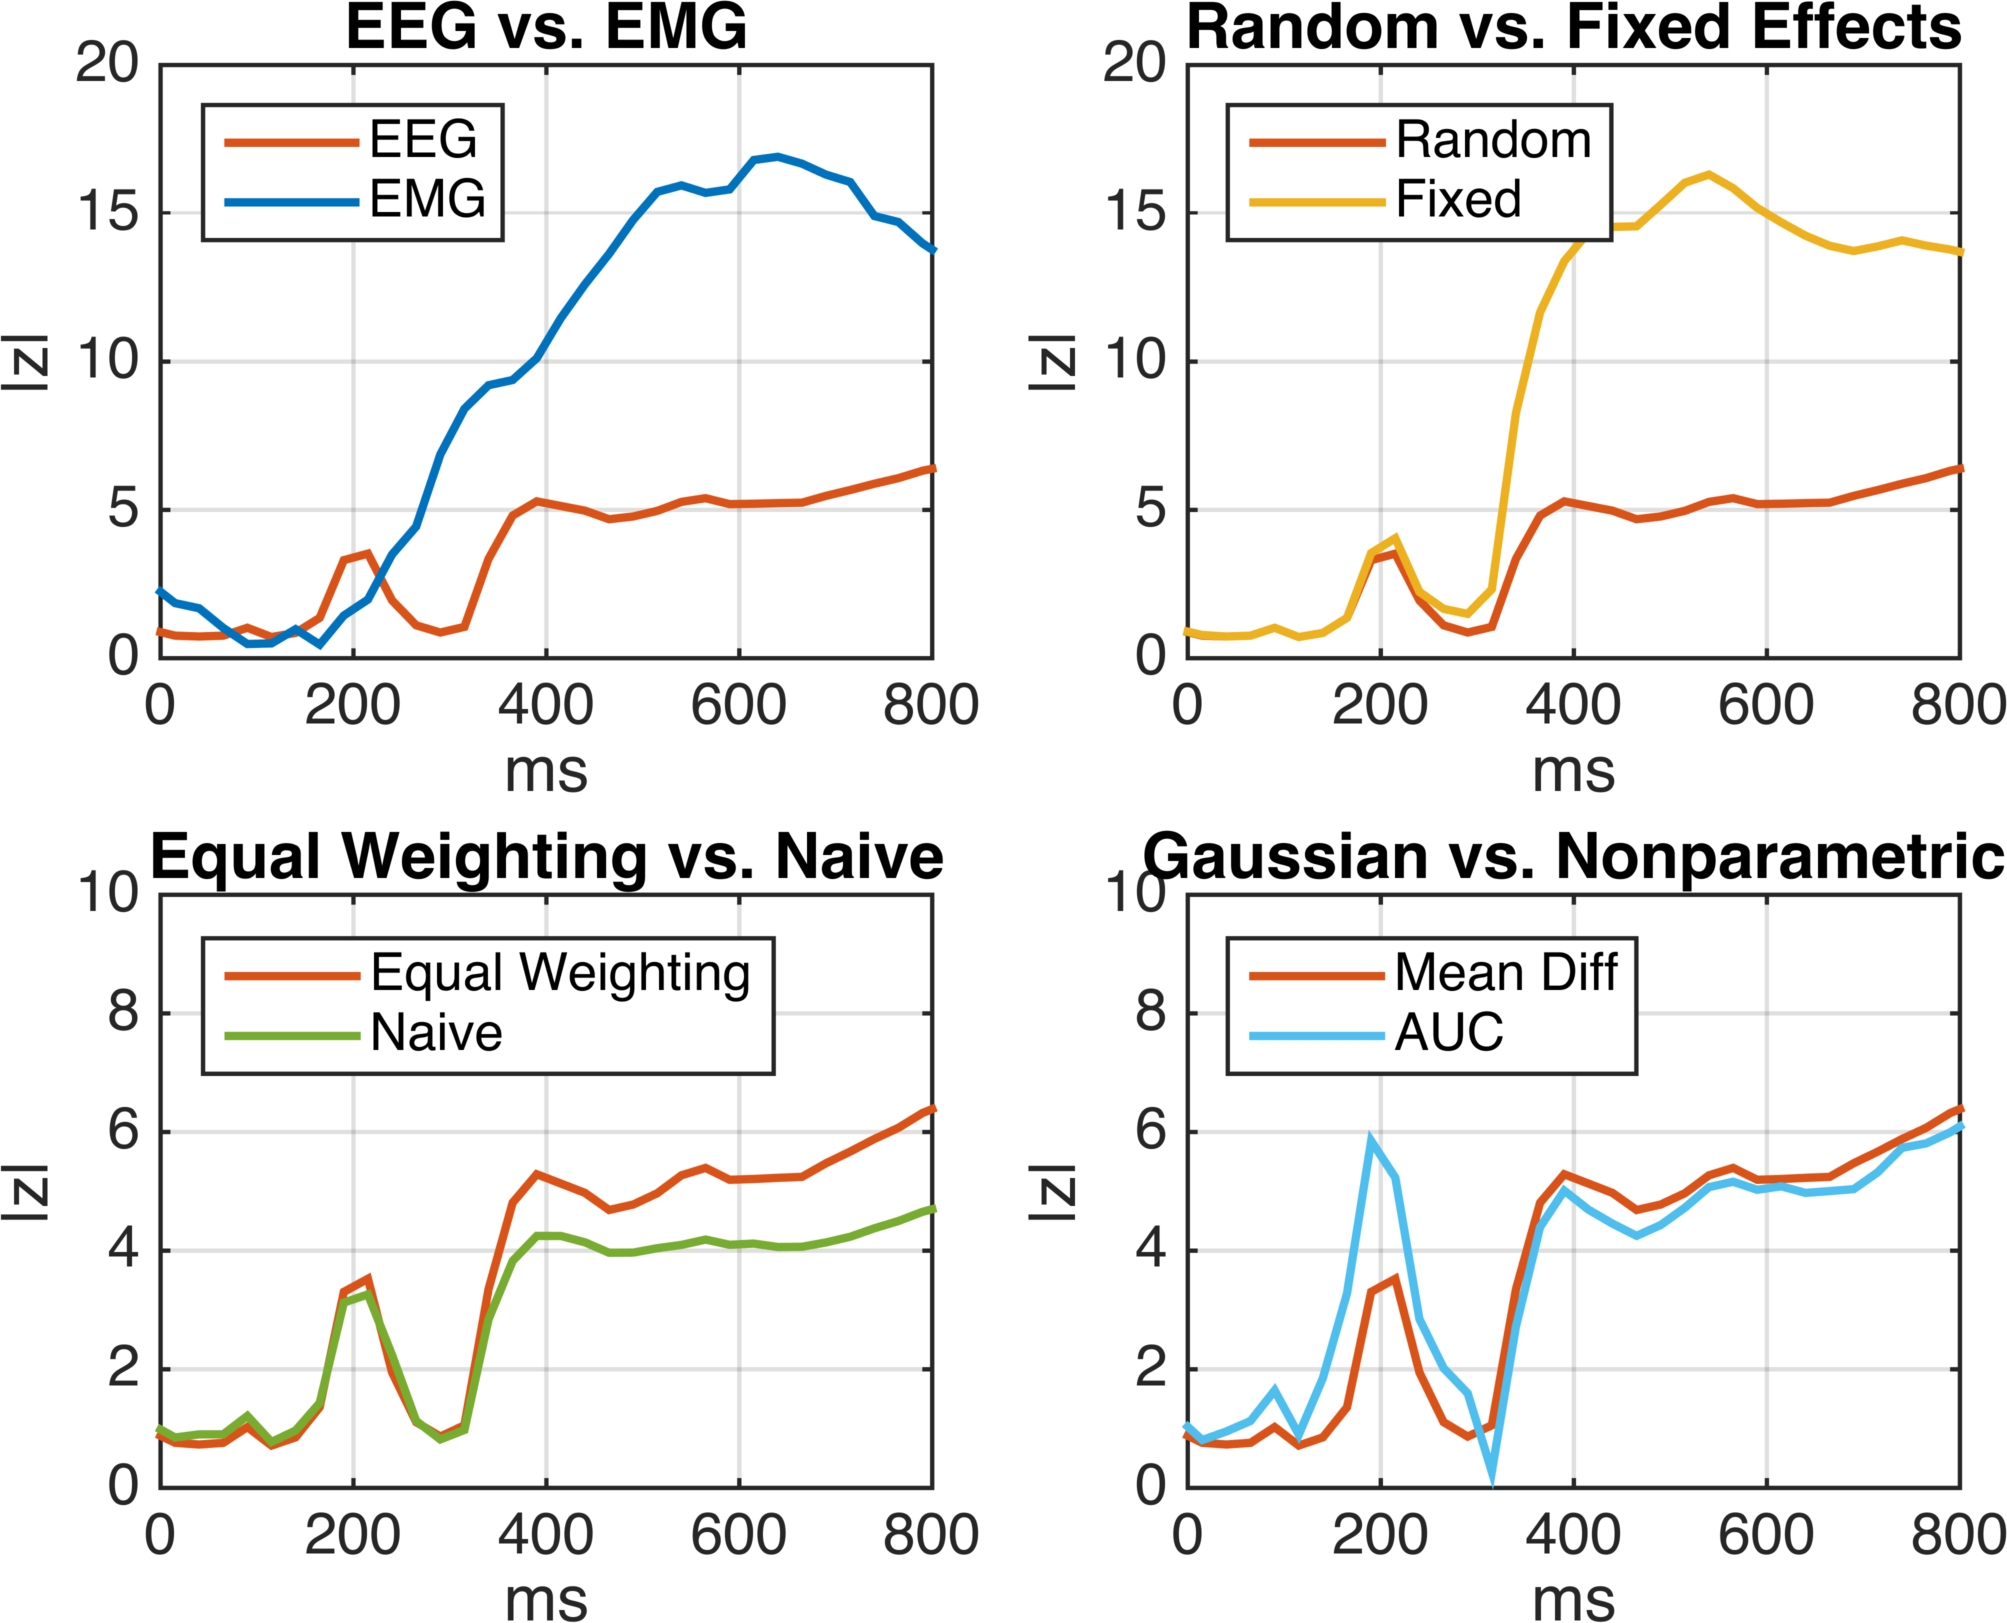 EEG vs. EMG
20
15
10
5
0
EEG
EMG
|z|
0 200 400 600 800
ms
Random vs. Fixed Effects
20
15
10
5
0
Random
Fixed
|z|
0 200 400 600 800
ms
Equal Weighting vs. Naive
10
8
6
4
2
0
Equal Weighting
Naive
|z|
0 200 400 600 800
ms
Gaussian vs. Nonparametric
10
8
6
4
2
0
Mean Diff
AUC
|z|
0 200 400 600 800
ms